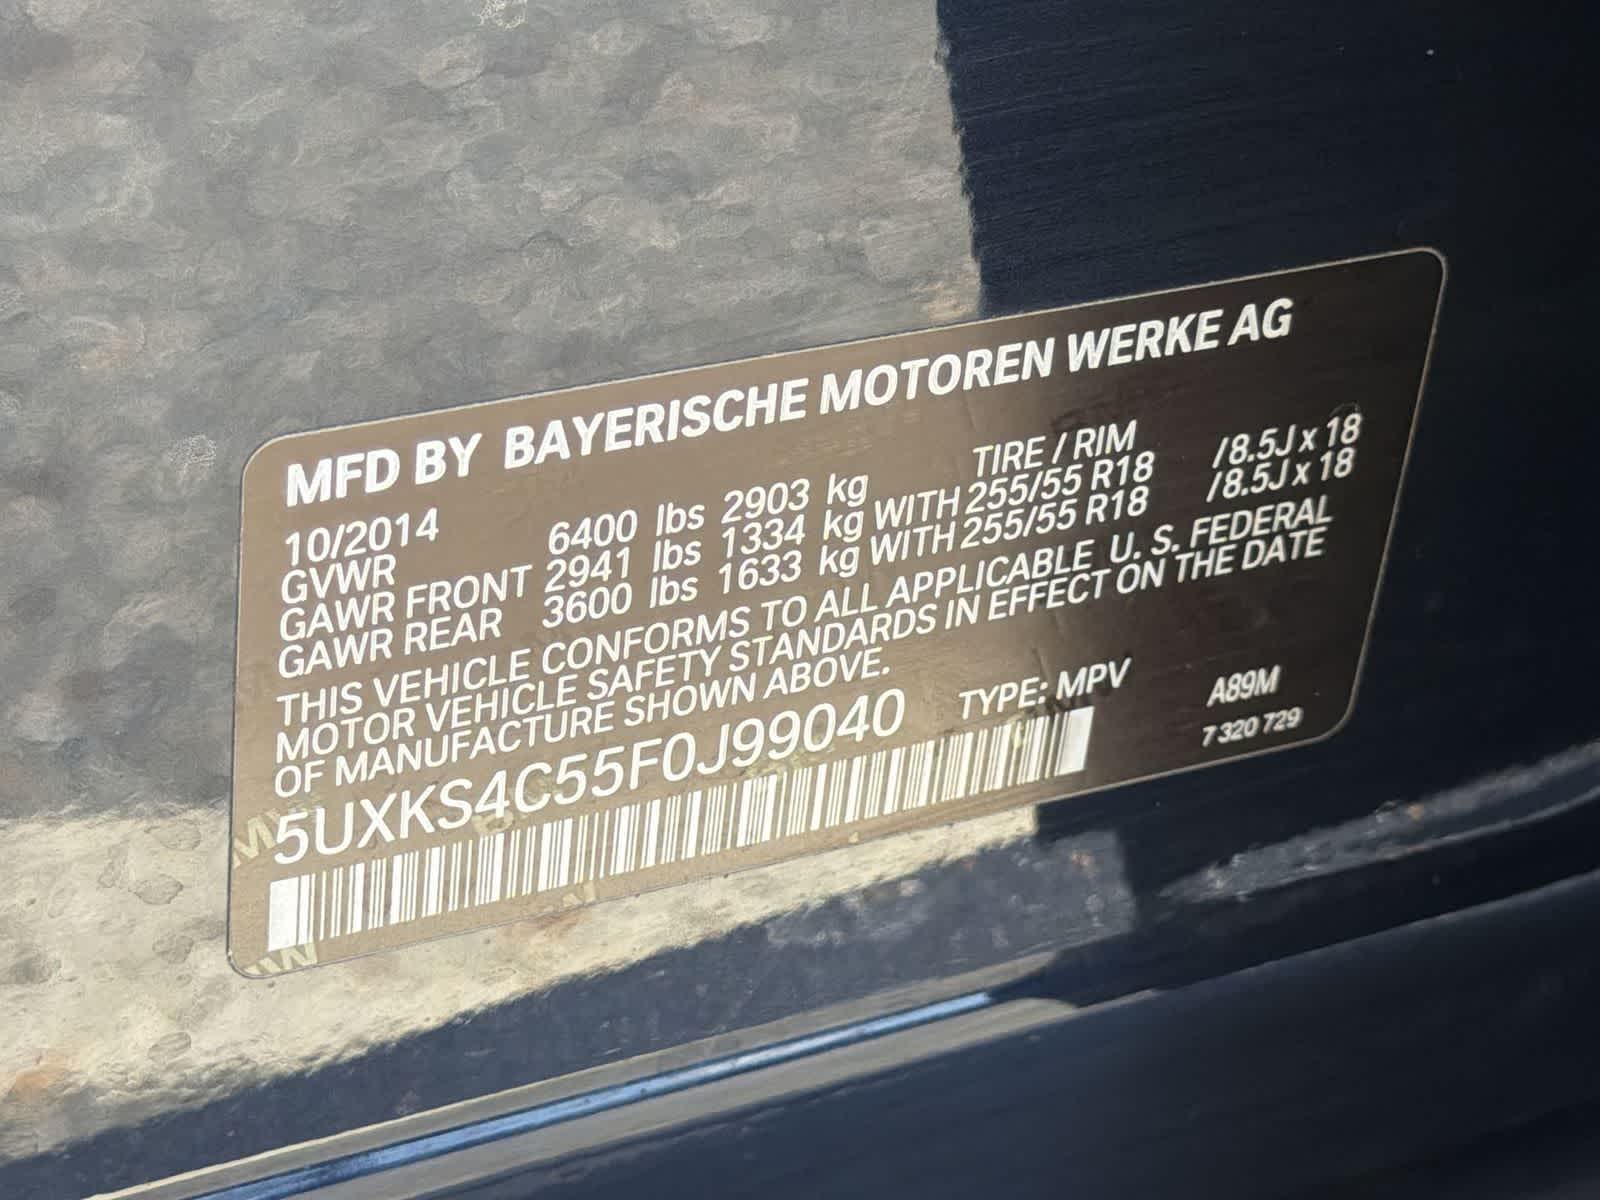 MFD BY BAYERISCHE MOTOREN WERKE AG
10/2014 TIRE / RIM
GVWR 6400 lbs 2903 kg
GAWR FRONT 2941 lbs 1334 kg WITH 255/55 R18 /8.5J x 18
GAWR REAR 3600 lbs 1633 kg WITH 255/55 R18 /8.5J x 18
THIS VEHICLE CONFORMS TO ALL APPLICABLE U. S. FEDERAL
MOTOR VEHICLE SAFETY STANDARDS IN EFFECT ON THE DATE
OF MANUFACTURE SHOWN ABOVE.
5UXKS4C55F0J99040 TYPE: MPV A89M
7 320 729